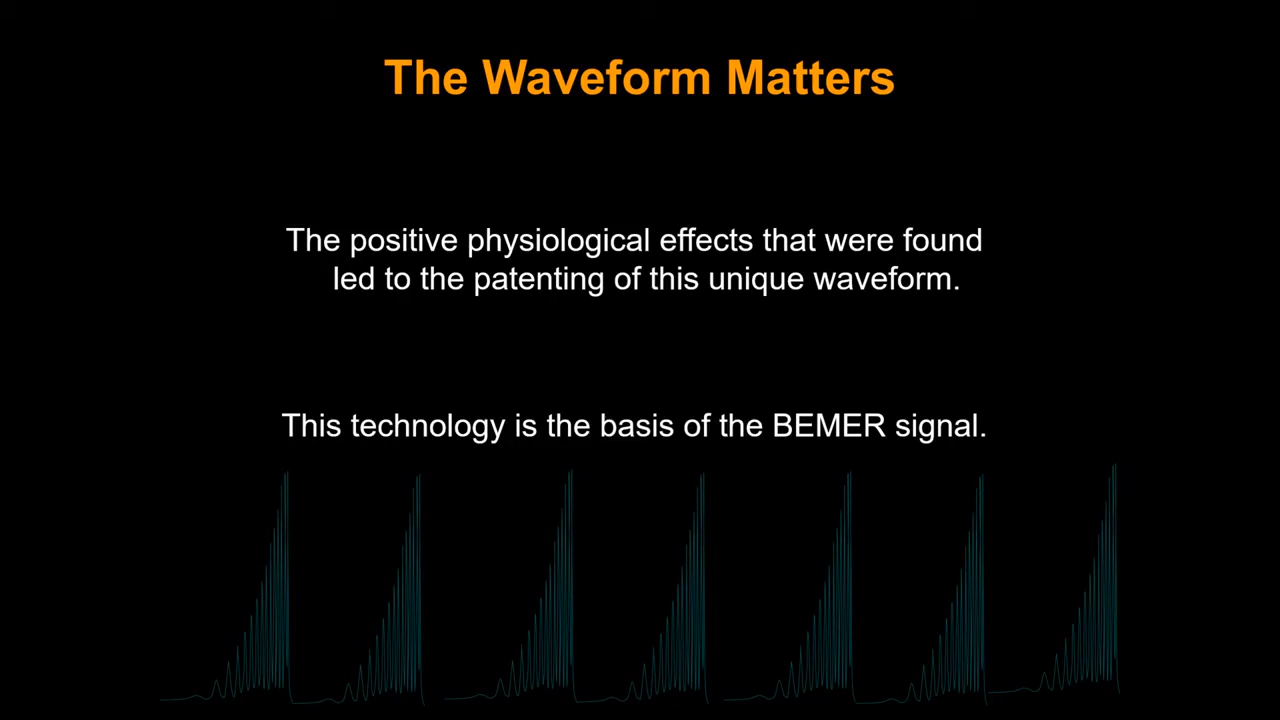 The Waveform Matters
The positive physiological effects that were found
led to the patenting of this unique waveform.
This technology is the basis of the BEMER signal.